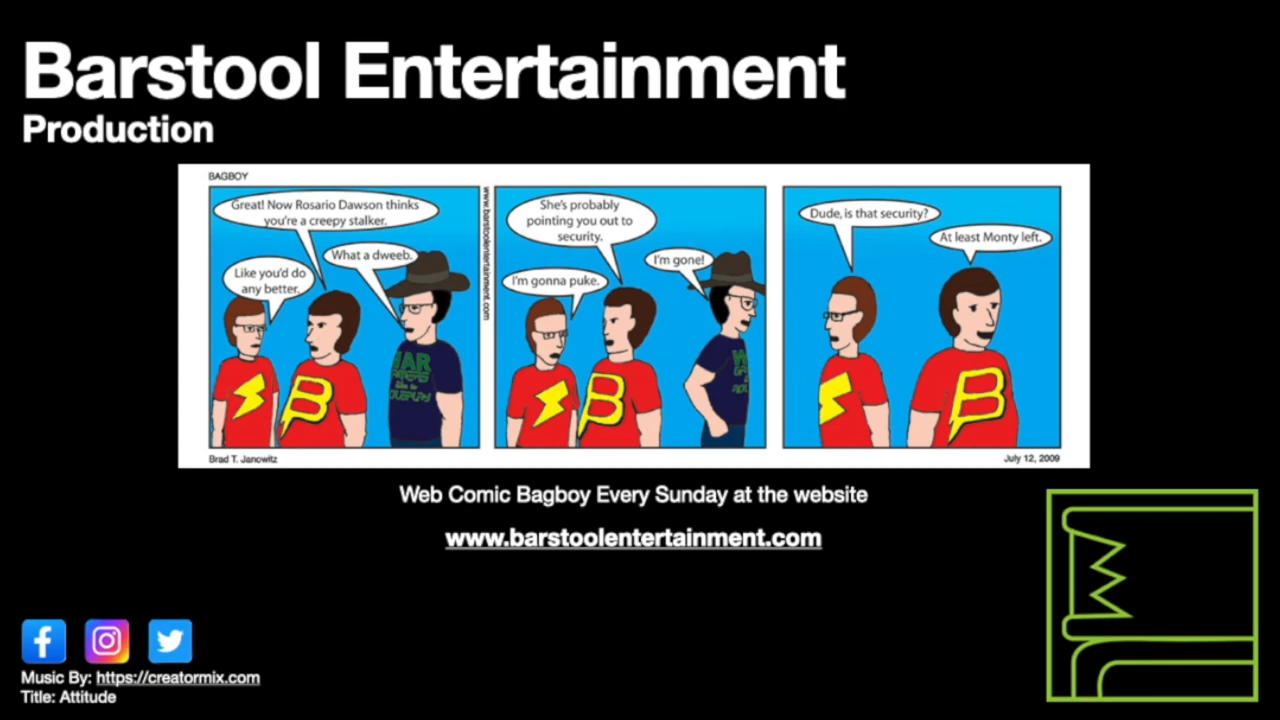 Barstool Entertainment
Production
BAGBOY
Great! Now Rosario Dawson thinks
you're a creepy stalker.
What a dweeb.
Like you'd do
any better.
www.barstoolentertainment.com
She's probably
pointing you out to
security.
I'm gonna puke.
I'm gone!
Dude, is that security?
At least Monty left.
Brad T. Janowitz
July 12, 2009
Web Comic Bagboy Every Sunday at the website
www.barstoolentertainment.com
Music By: https://creatormix.com
Title: Attitude